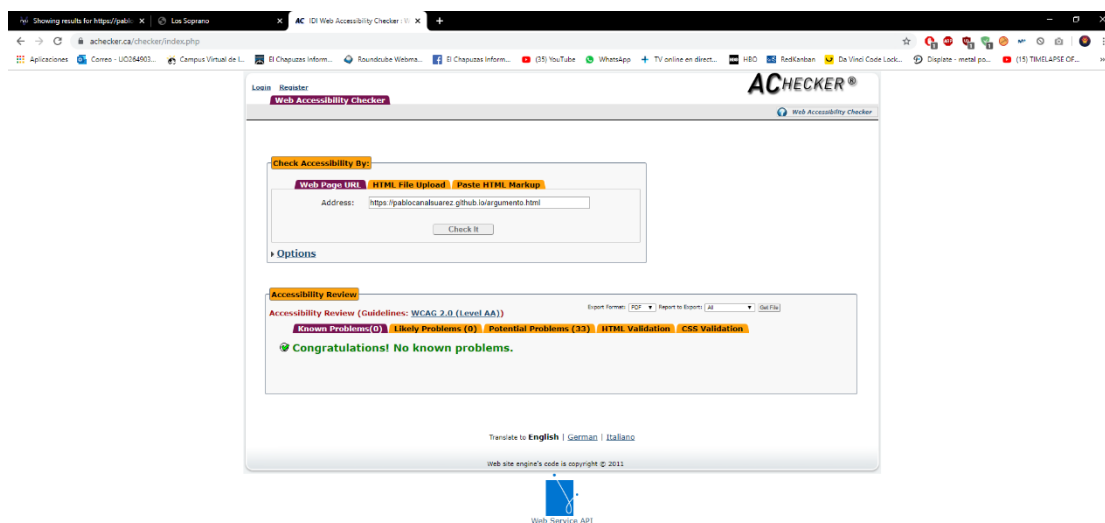 Showing results for https://pablo
Los Soprano
AC IDI Web Accessibility Checker : W
achecker.ca/checker/index.php
Aplicaciones Correo - UO264903... Campus Virtual de L... El Chapuzas Inform... Roundcube Webma... El Chapuzas Inform... (35) YouTube WhatsApp TV online en direct... HBO RedKanban Da Vinci Code Lock... Displate - metal po... (15) TIMELAPSE OF...
Login Register
ACHECKER®
Web Accessibility Checker
Web Accessibility Checker
Check Accessibility By:
Web Page URL HTML File Upload Paste HTML Markup
Address: https://pablocanalsuarez.github.io/argumento.html
Check It
Options
Accessibility Review
Export Format: PDF Report to Export: All Get File
Accessibility Review (Guidelines: WCAG 2.0 (Level AA))
Known Problems(0) Likely Problems (0) Potential Problems (33) HTML Validation CSS Validation
Congratulations! No known problems.
Translate to English | German | Italiano
Web site engine's code is copyright © 2011
Web Service API